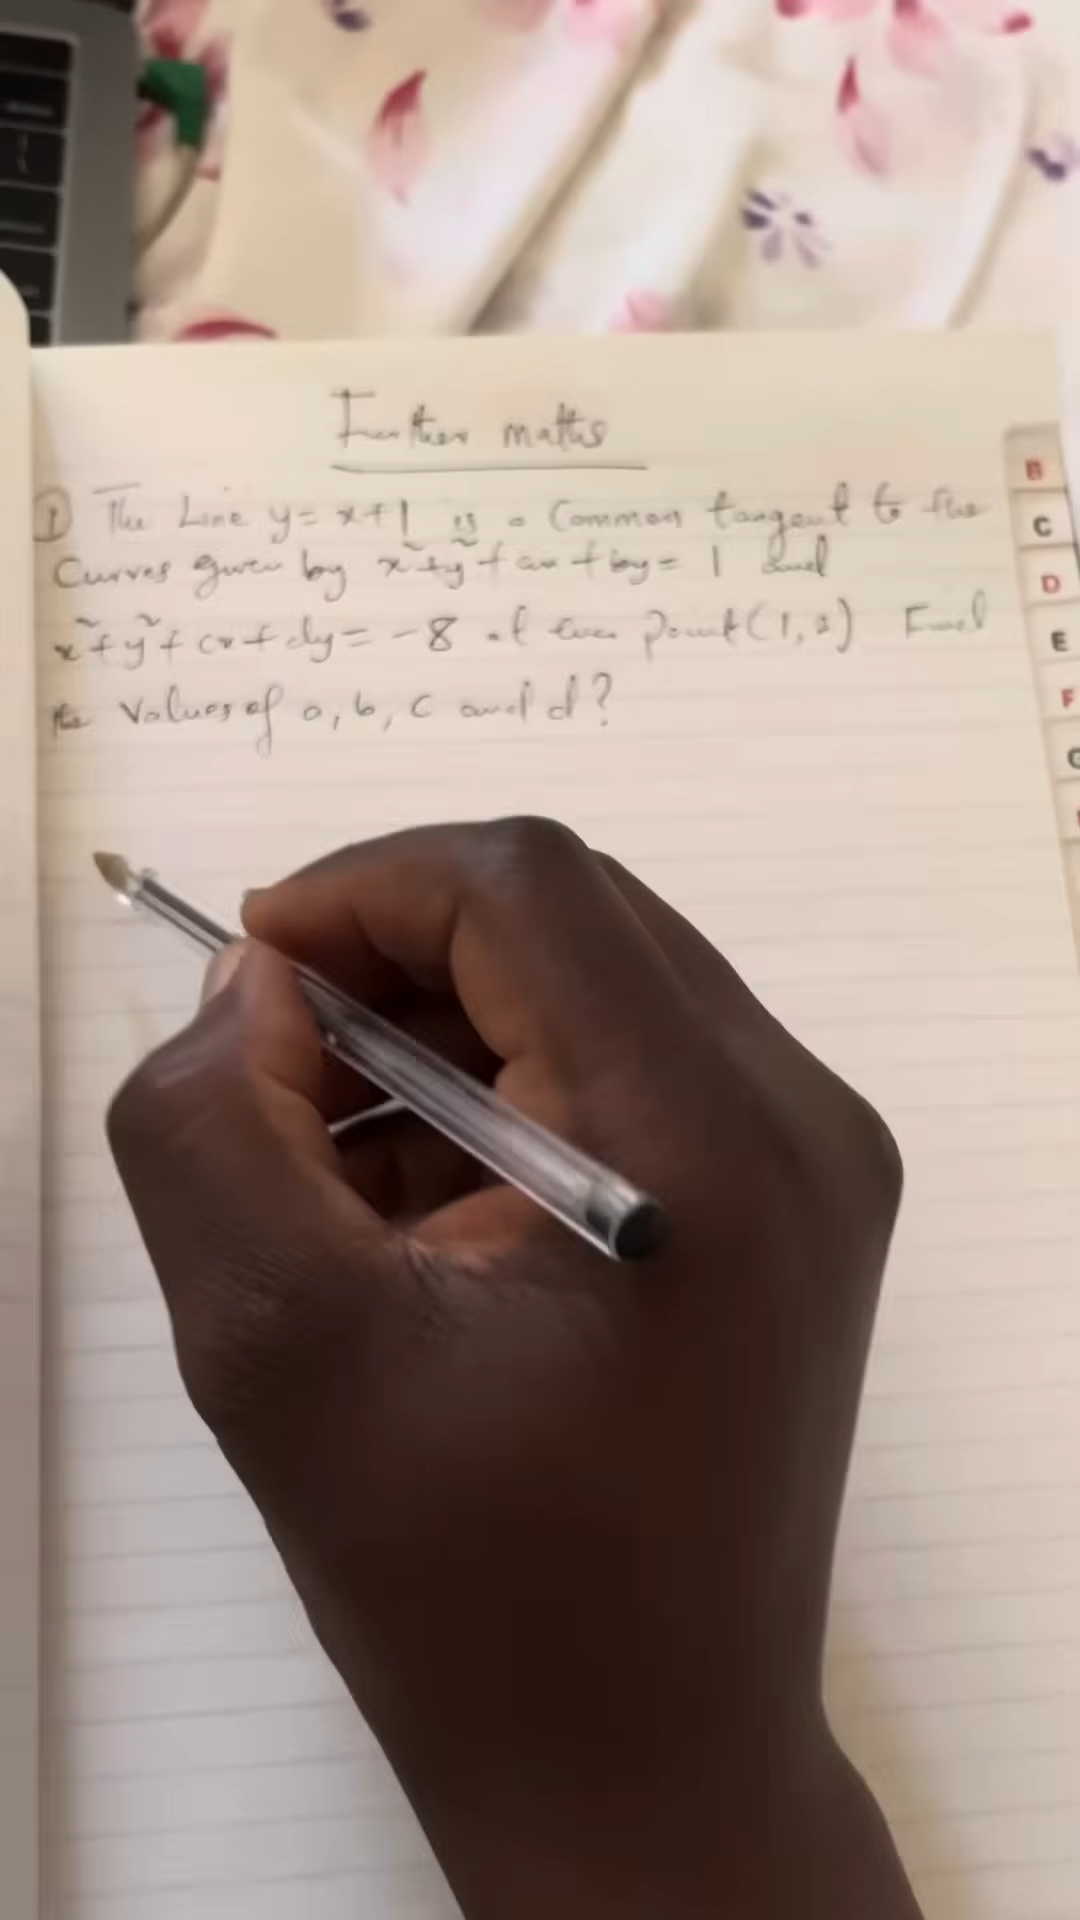 Further maths
① The Line y = x+1 is a Common tangent to the
Curves given by x²+y²+ax+by = 1 and
x²+y²+cx+dy = -8 at point (1,2) Find
the Values of a, b, c and d?
B
C
D
E
F